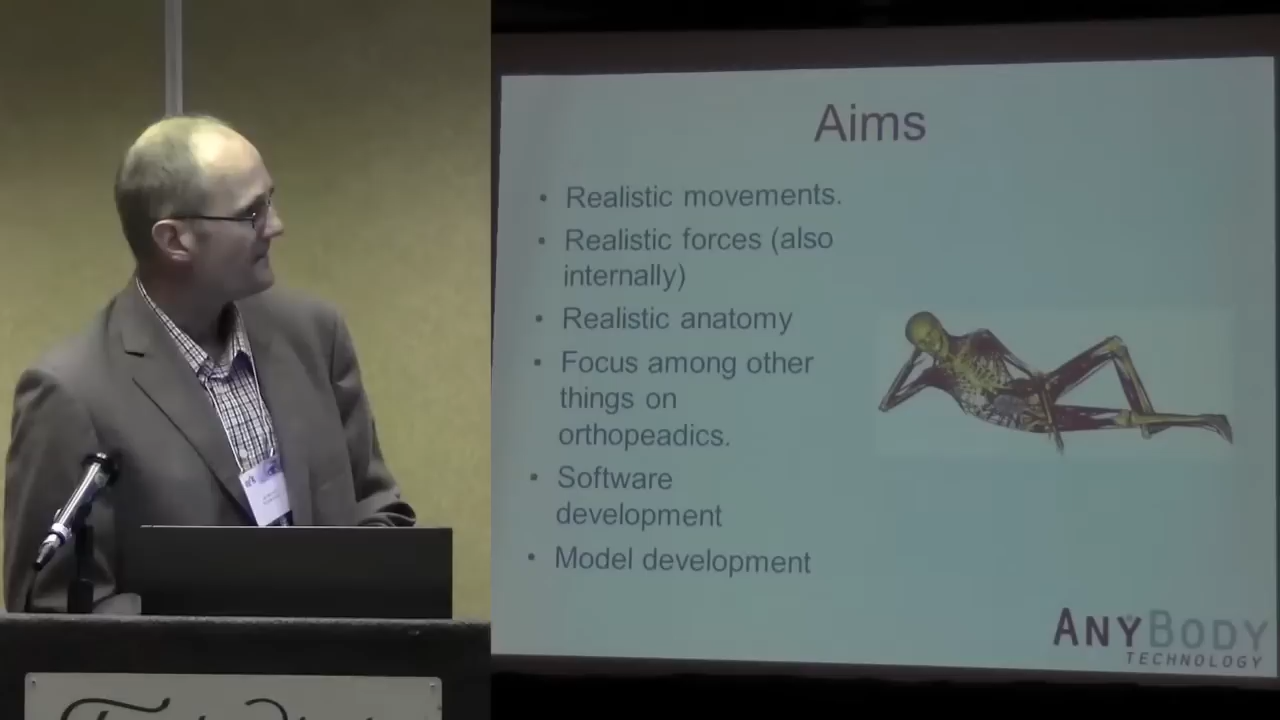 Aims
• Realistic movements.
• Realistic forces (also
internally)
• Realistic anatomy
• Focus among other
things on
orthopeadics.
• Software
development
• Model development
ANYBODY
TECHNOLOGY